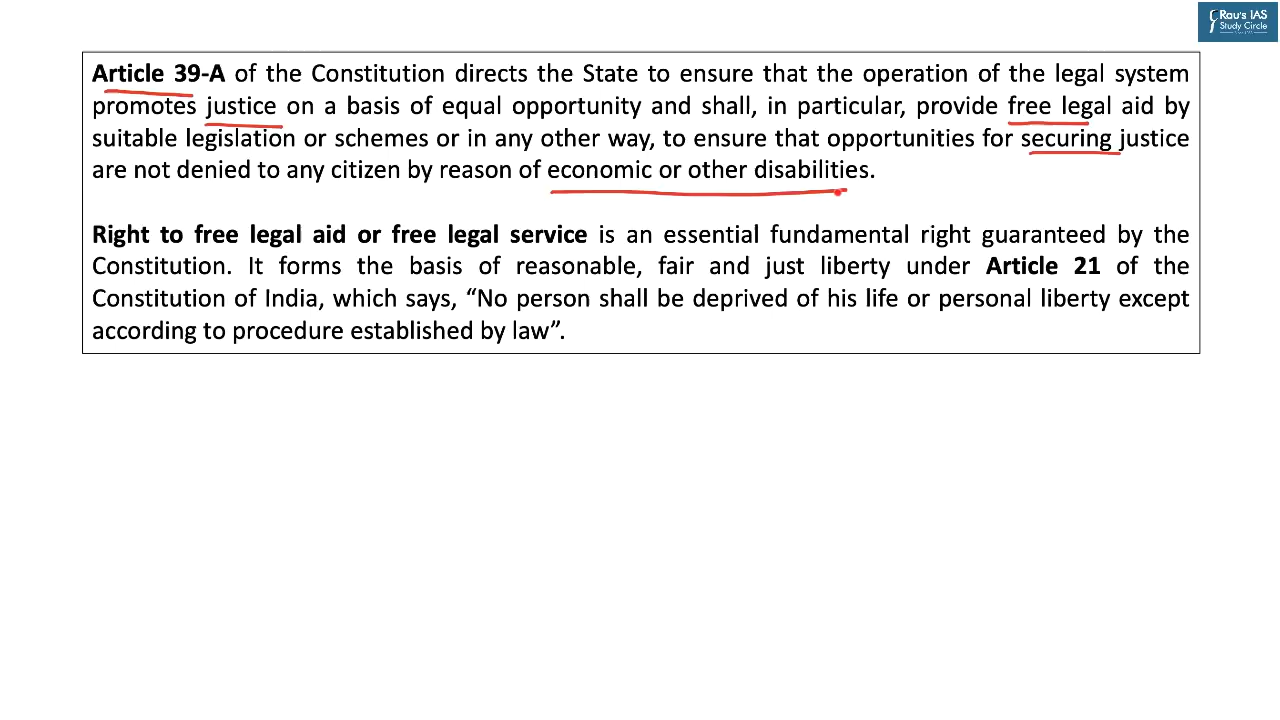 Rau's IAS
Study Circle
Article 39-A of the Constitution directs the State to ensure that the operation of the legal system
promotes justice on a basis of equal opportunity and shall, in particular, provide free legal aid by
suitable legislation or schemes or in any other way, to ensure that opportunities for securing justice
are not denied to any citizen by reason of economic or other disabilities.
Right to free legal aid or free legal service is an essential fundamental right guaranteed by the
Constitution. It forms the basis of reasonable, fair and just liberty under Article 21 of the
Constitution of India, which says, “No person shall be deprived of his life or personal liberty except
according to procedure established by law”.